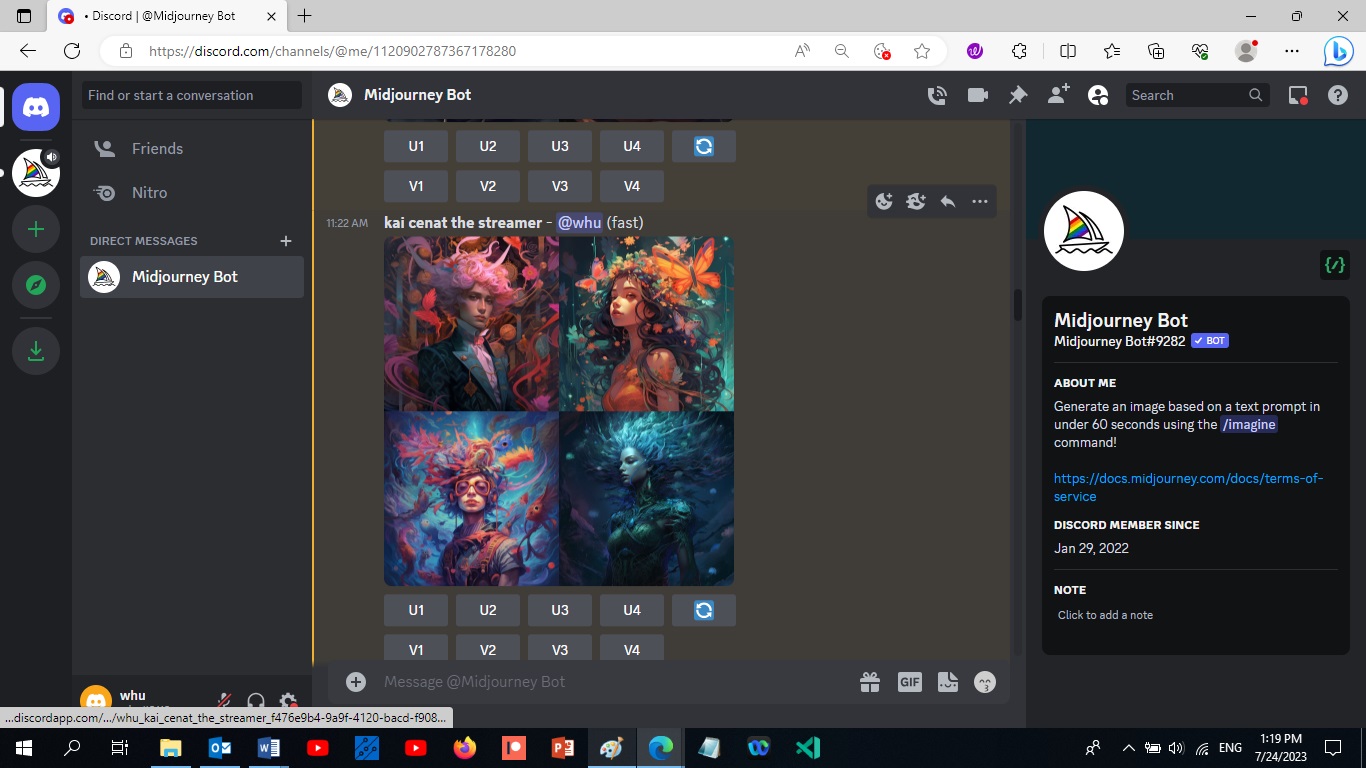 • Discord | @Midjourney Bot
https://discord.com/channels/@me/1120902787367178280
Find or start a conversation
Midjourney Bot
Search
Friends
Nitro
DIRECT MESSAGES
Midjourney Bot
U1 U2 U3 U4
V1 V2 V3 V4
11:22 AM kai cenat the streamer - @whu (fast)
U1 U2 U3 U4
V1 V2 V3 V4
Message @Midjourney Bot
GIF
Midjourney Bot
Midjourney Bot#9282 BOT
ABOUT ME
Generate an image based on a text prompt in
under 60 seconds using the /imagine
command!
https://docs.midjourney.com/docs/terms-of-
service
DISCORD MEMBER SINCE
Jan 29, 2022
NOTE
Click to add a note
whu
...discordapp.com/.../whu_kai_cenat_the_streamer_f476e9b4-9a9f-4120-bacd-f908...
ENG
1:19 PM
7/24/2023